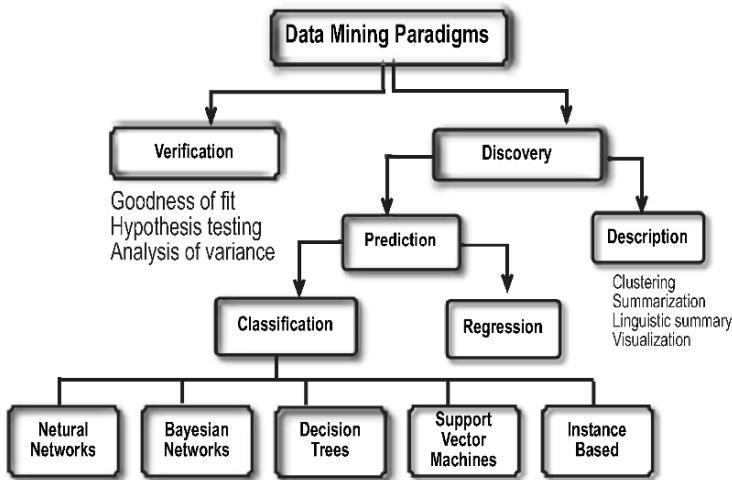 Data Mining Paradigms
Verification
Discovery
Goodness of fit
Hypothesis testing
Analysis of variance
Prediction
Description
Clustering
Summarization
Linguistic summary
Visualization
Classification
Regression
Netural
Networks
Bayesian
Networks
Decision
Trees
Support
Vector
Machines
Instance
Based